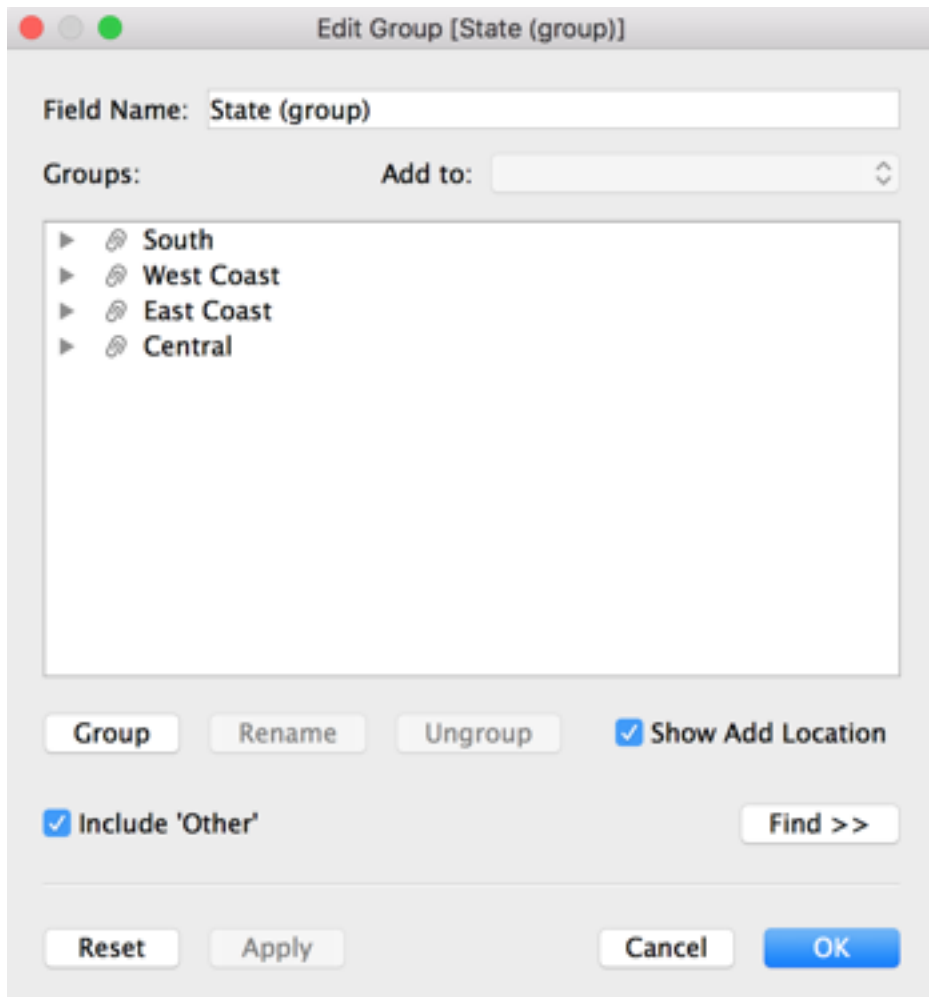 Edit Group [State (group)]
Field Name: State (group)
Groups: Add to:
South
West Coast
East Coast
Central
Group Rename Ungroup Show Add Location
Include 'Other' Find >>
Reset Apply Cancel OK